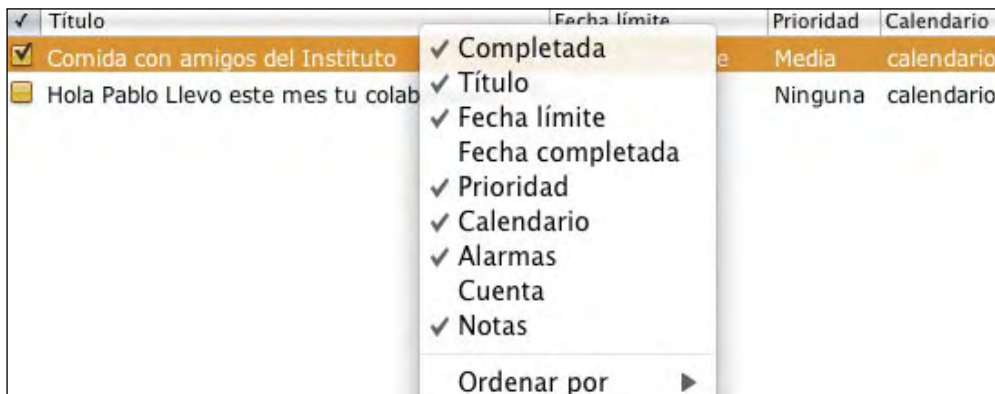 ✓ Título Fecha límite Prioridad Calendario
Comida con amigos del Instituto e Media calendario
Hola Pablo Llevo este mes tu colab Ninguna calendario
✓ Completada
✓ Título
✓ Fecha límite
Fecha completada
✓ Prioridad
✓ Calendario
✓ Alarmas
Cuenta
✓ Notas
Ordenar por ▶